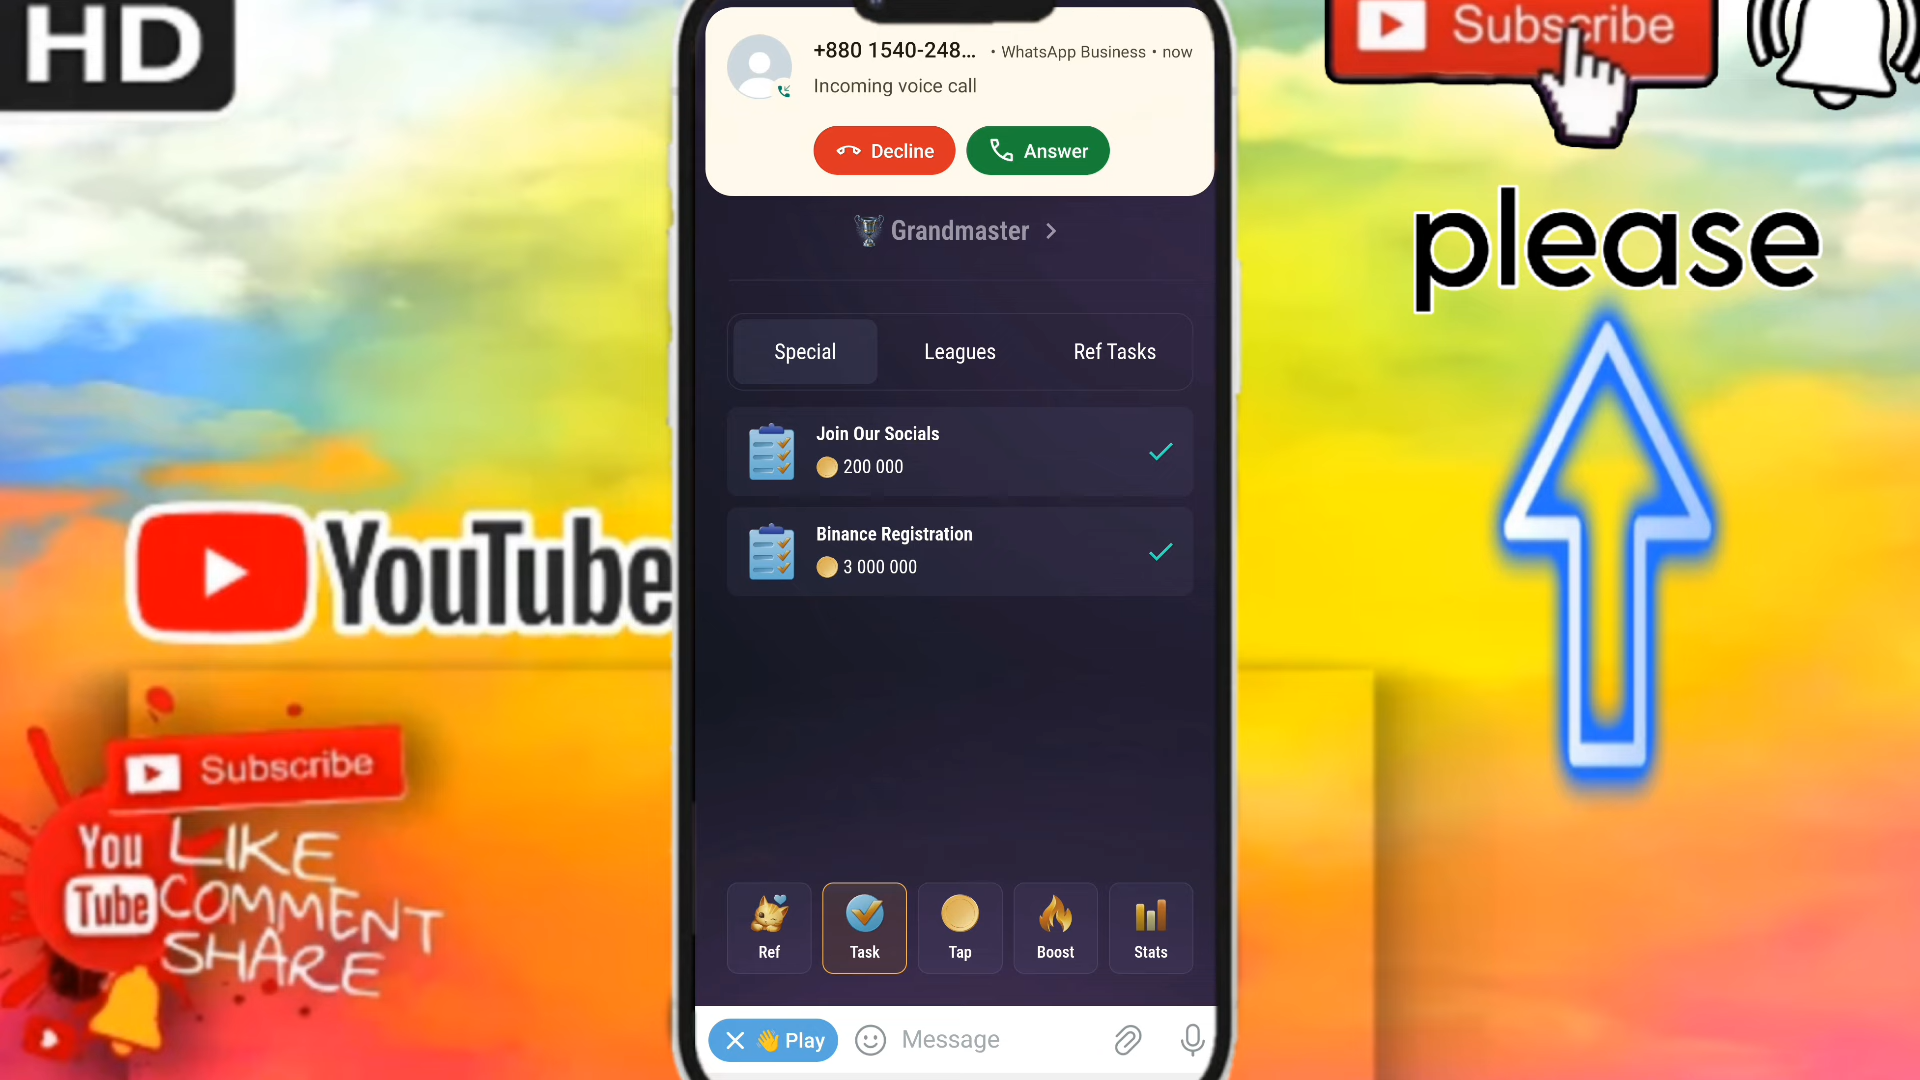 HD
Subscribe
please
YouTube
Subscribe
You
Tube
LIKE
COMMENT
SHARE
+880 1540-248... • WhatsApp Business • now
Incoming voice call
Decline
Answer
Grandmaster
Special
Leagues
Ref Tasks
Join Our Socials
200 000
Binance Registration
3 000 000
Ref
Task
Tap
Boost
Stats
👋 Play
Message